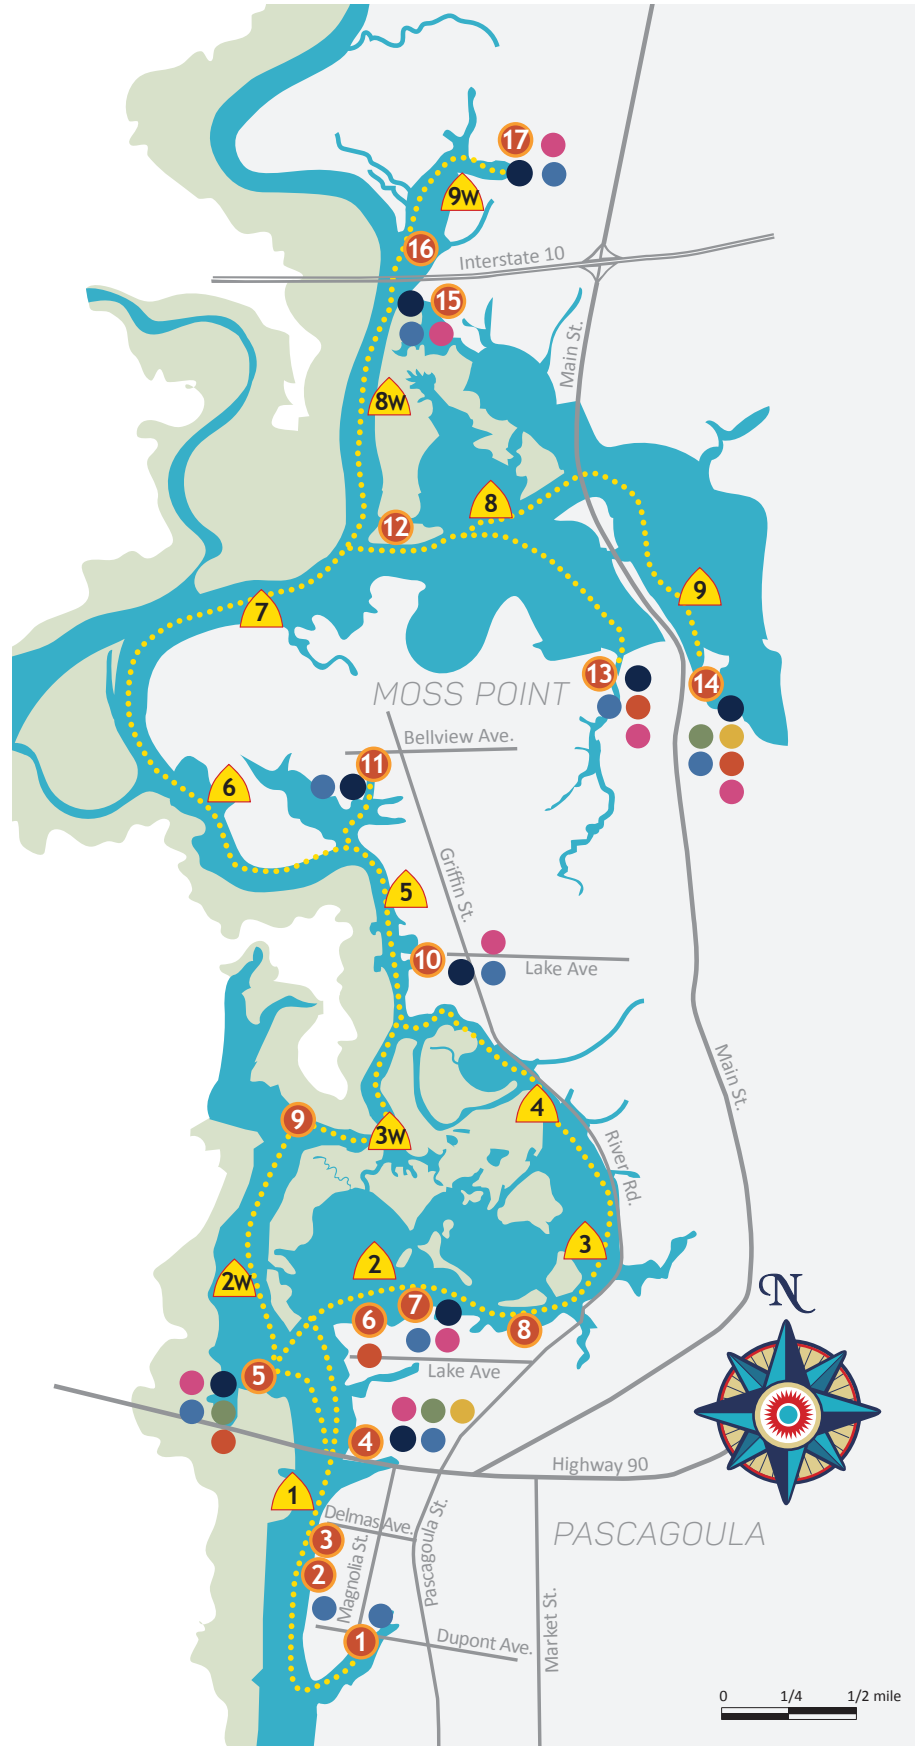 17
9W
16
Interstate 10
15
Main St.
8W
8
12
9
7
13
14
MOSS POINT
Bellview Ave.
11
6
Griffin St.
5
10
Lake Ave
Main St.
4
9
3W
River Rd.
3
2
2W
N
7
6
8
Lake Ave
5
4
Highway 90
1
Delmas Ave.
3
Magnolia St.
Pascagoula St.
PASCAGOULA
2
Market St.
1
Dupont Ave.
0 1/4 1/2 mile